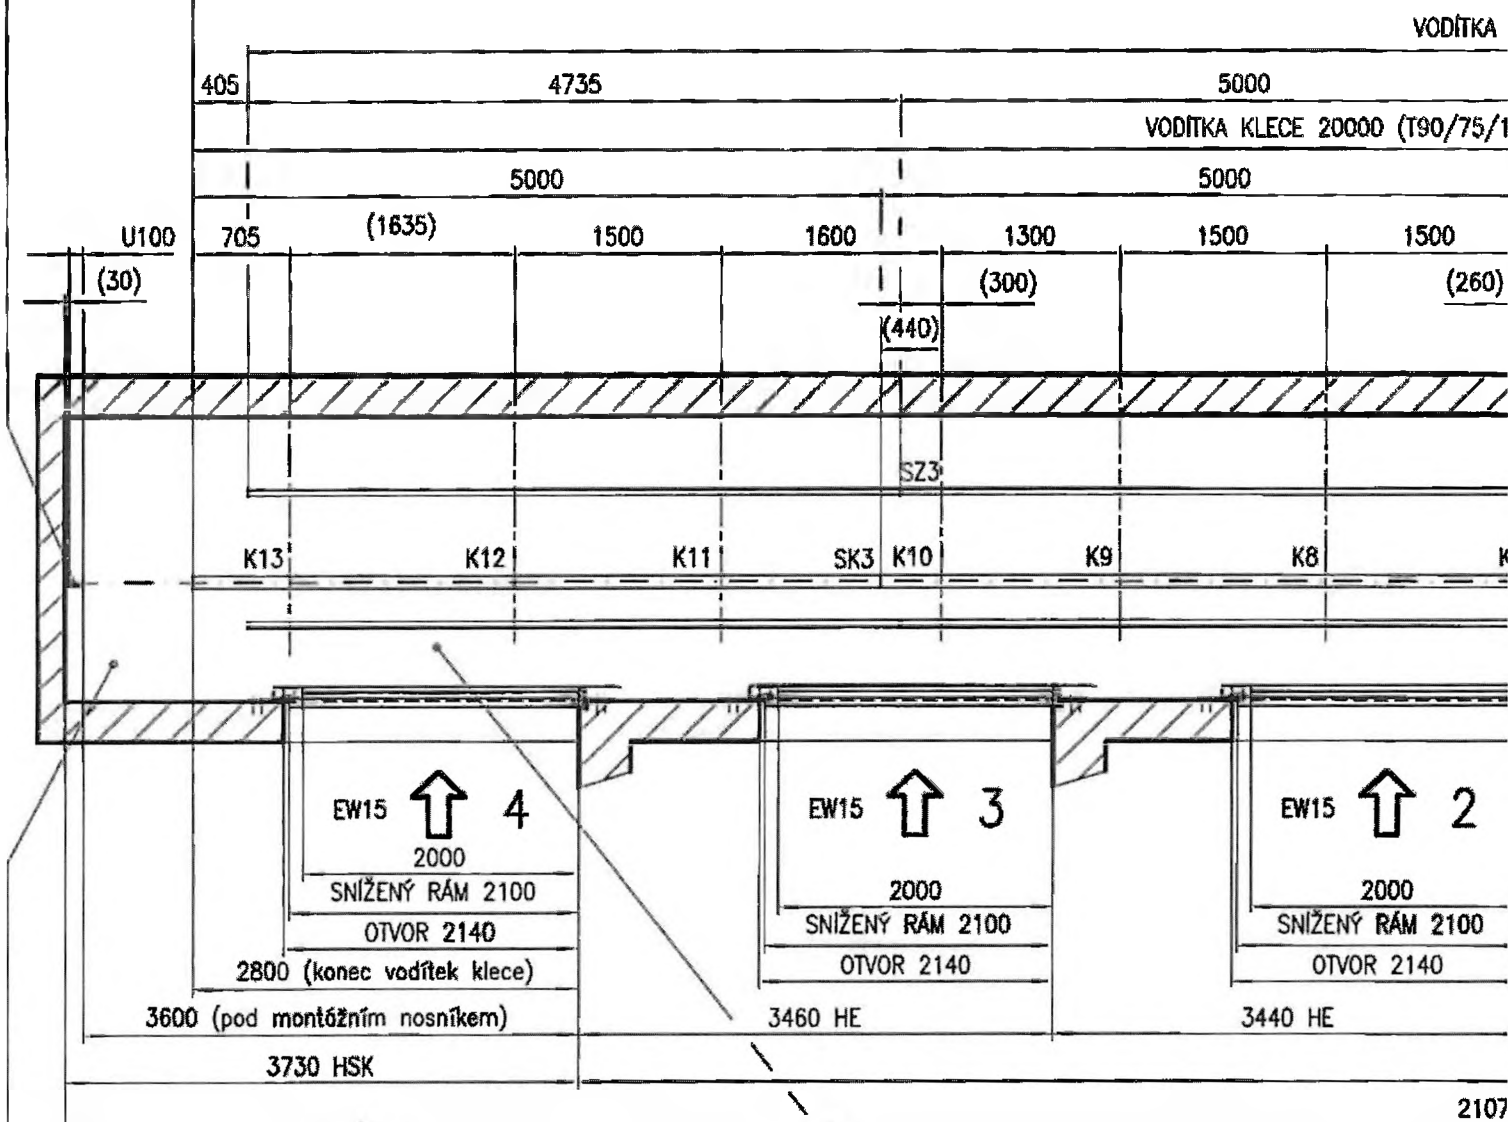 VODÍTKA
405 4735 5000
VODÍTKA KLECE 20000 (T90/75/1
5000 5000
U100 705 (1635) 1500 1600 1300 1500 1500
(30) (300) (260)
(440)
SZ3
K13 K12 K11 SK3 K10 K9 K8 K
EW15 4 EW15 3 EW15 2
2000
SNÍŽENÝ RÁM 2100
OTVOR 2140
2000
SNÍŽENÝ RÁM 2100
OTVOR 2140
2000
SNÍŽENÝ RÁM 2100
OTVOR 2140
2800 (konec vodítek klece)
3600 (pod montážním nosníkem) 3460 HE 3440 HE
3730 HSK
2107